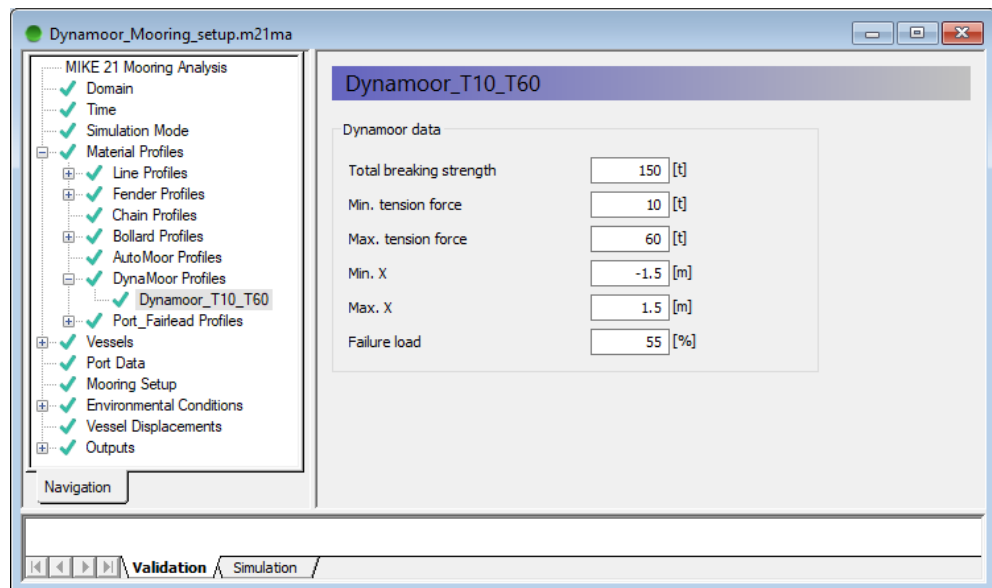 Dynamoor_Mooring_setup.m21ma
MIKE 21 Mooring Analysis
Domain
Time
Simulation Mode
Material Profiles
Line Profiles
Fender Profiles
Chain Profiles
Bollard Profiles
AutoMoor Profiles
DynaMoor Profiles
Dynamoor_T10_T60
Port_Fairlead Profiles
Vessels
Port Data
Mooring Setup
Environmental Conditions
Vessel Displacements
Outputs
Navigation
Dynamoor_T10_T60
Dynamoor data
Total breaking strength 150 [t]
Min. tension force 10 [t]
Max. tension force 60 [t]
Min. X -1.5 [m]
Max. X 1.5 [m]
Failure load 55 [%]
Validation Simulation